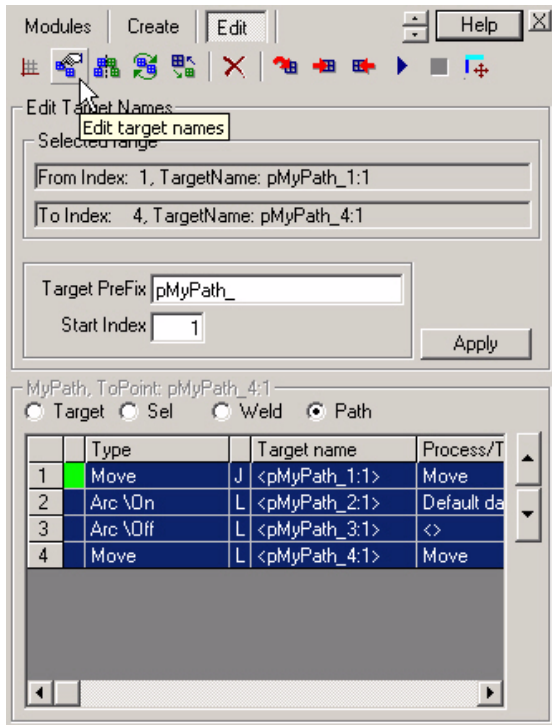 Modules Create Edit Help X
Edit Target Names
Edit target names
Selected range
From Index: 1, TargetName: pMyPath_1:1
To Index: 4, TargetName: pMyPath_4:1
Target PreFix pMyPath_
Start Index 1
Apply
MyPath, ToPoint: pMyPath_4:1
Target Sel Weld Path
Type Target name Process/T
1 Move J <pMyPath_1:1> Move
2 Arc \On L <pMyPath_2:1> Default da
3 Arc \Off L <pMyPath_3:1> <>
4 Move L <pMyPath_4:1> Move